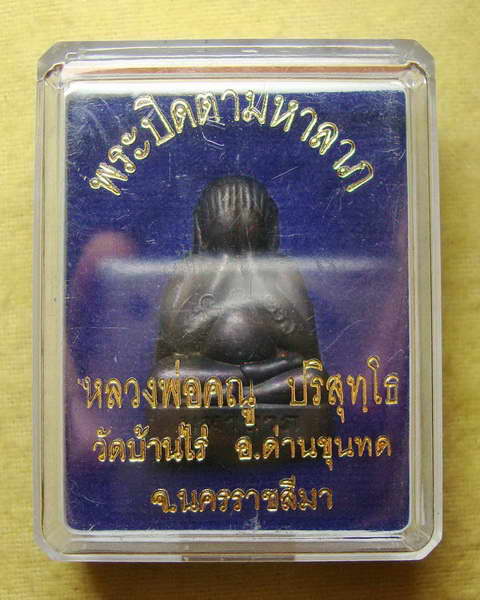 พระปิดตามหาลาภ
หลวงพ่อคณู ปริสุทฺโธ
วัดบ้านไร่ อ.ด่านขุนทด
จ.นครราชสีมา